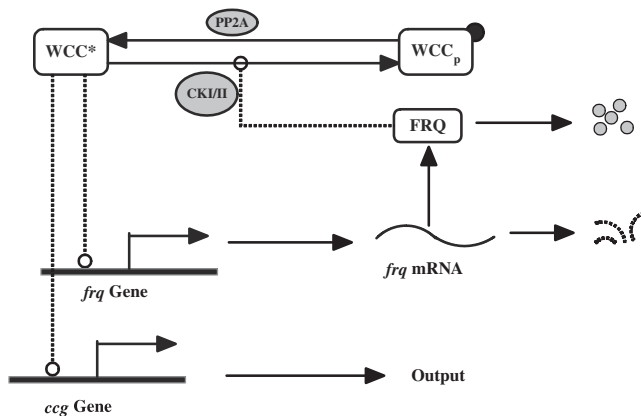 PP2A
WCC*
WCCp
CKI/II
FRQ
frq mRNA
frq Gene
Output
ccg Gene